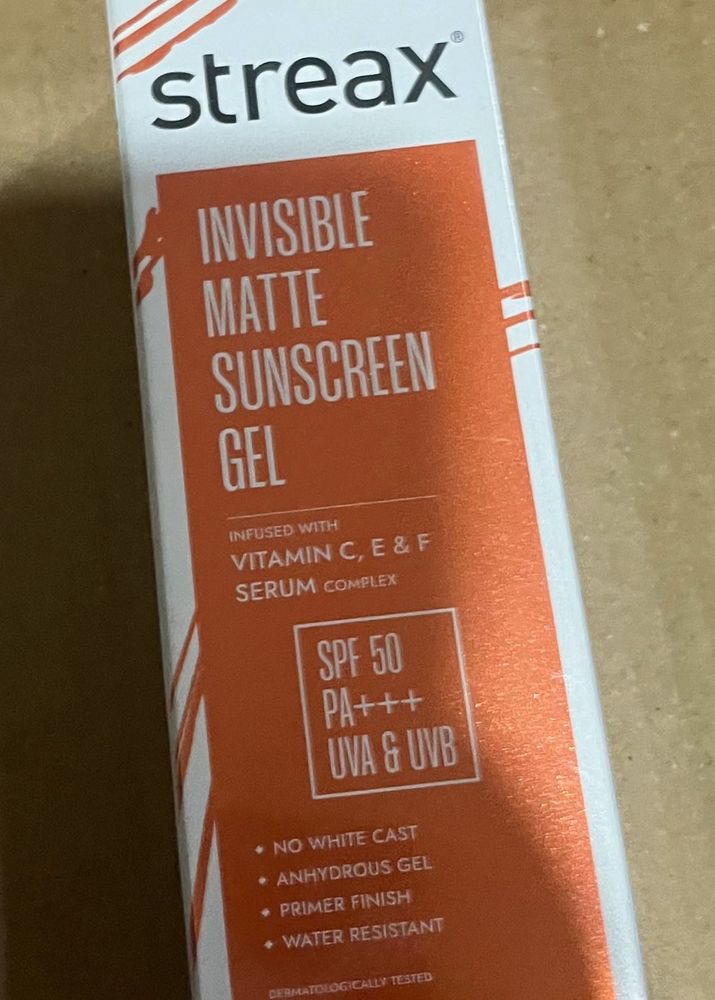 streax®
INVISIBLE
MATTE
SUNSCREEN
GEL
INFUSED WITH
VITAMIN C, E & F
SERUM COMPLEX
SPF 50
PA+++
UVA & UVB
NO WHITE CAST
ANHYDROUS GEL
PRIMER FINISH
WATER RESISTANT
DERMATOLOGICALLY TESTED